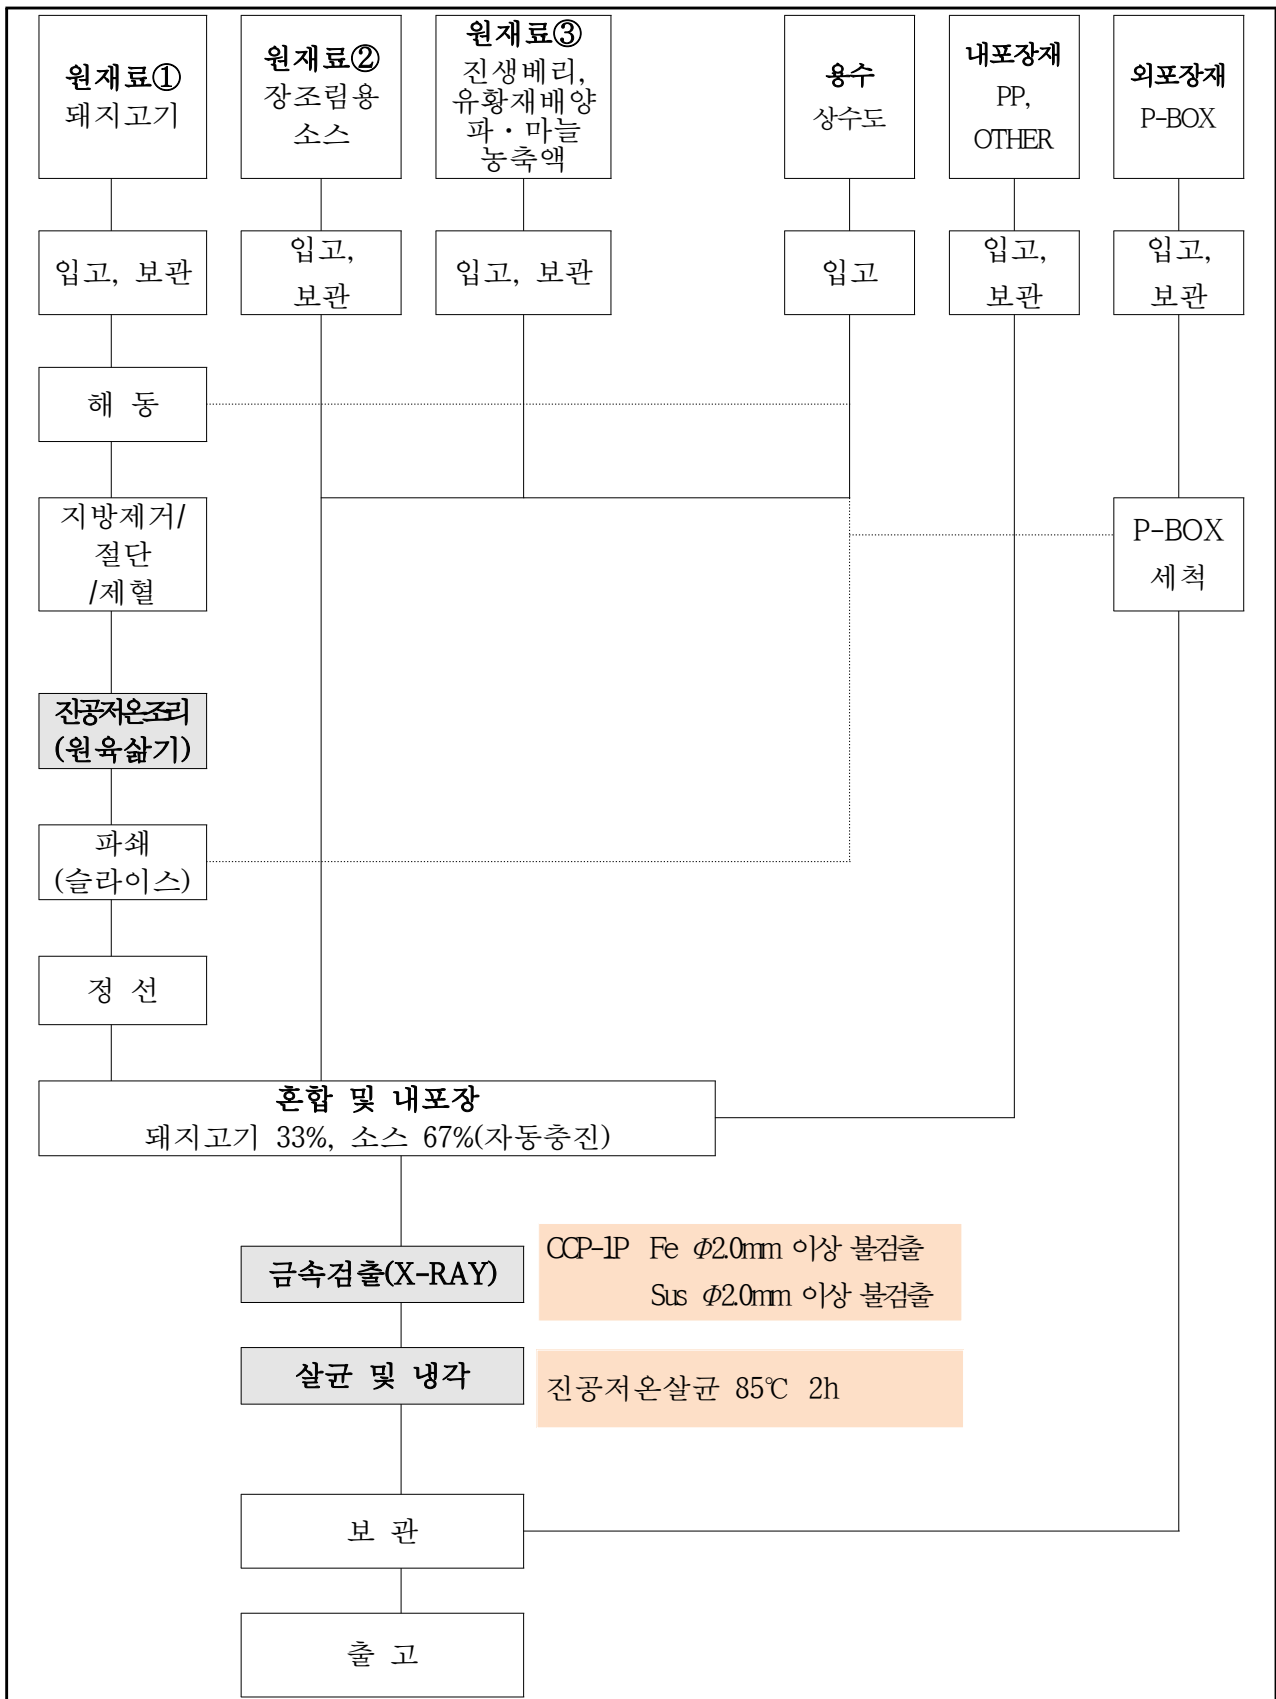 원재료①
돼지고기
원재료②
장조림용
소스
원재료③
진생베리,
유황재배양
파·마늘
농축액
용수
상수도
내포장재
PP,
OTHER
외포장재
P-BOX
입고, 보관
입고,
보관
입고, 보관
입고
입고,
보관
입고,
보관
해 동
지방제거/
절단
/제혈
P-BOX
세척
진공저온조리
(원육삶기)
파쇄
(슬라이스)
정 선
혼합 및 내포장
돼지고기 33%, 소스 67%(자동충진)
금속검출(X-RAY)
CCP-1P Fe Φ2.0mm 이상 불검출
Sus Φ2.0mm 이상 불검출
살균 및 냉각
진공저온살균 85℃ 2h
보 관
출 고